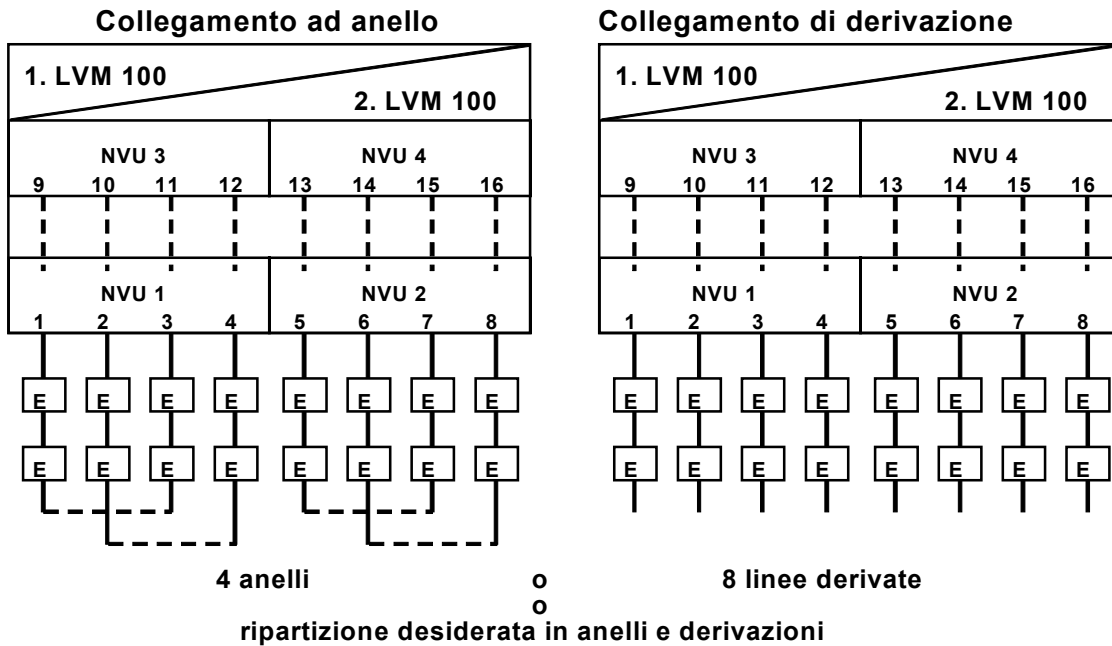 Collegamento ad anello Collegamento di derivazione
1. LVM 100 1. LVM 100
2. LVM 100 2. LVM 100
NVU 3 NVU 4 NVU 3 NVU 4
9 10 11 12 13 14 15 16 9 10 11 12 13 14 15 16
NVU 1 NVU 2 NVU 1 NVU 2
1 2 3 4 5 6 7 8 1 2 3 4 5 6 7 8
E E E E E E E E E E E E E E E E
E E E E E E E E E E E E E E E E
4 anelli o 8 linee derivate
o
ripartizione desiderata in anelli e derivazioni